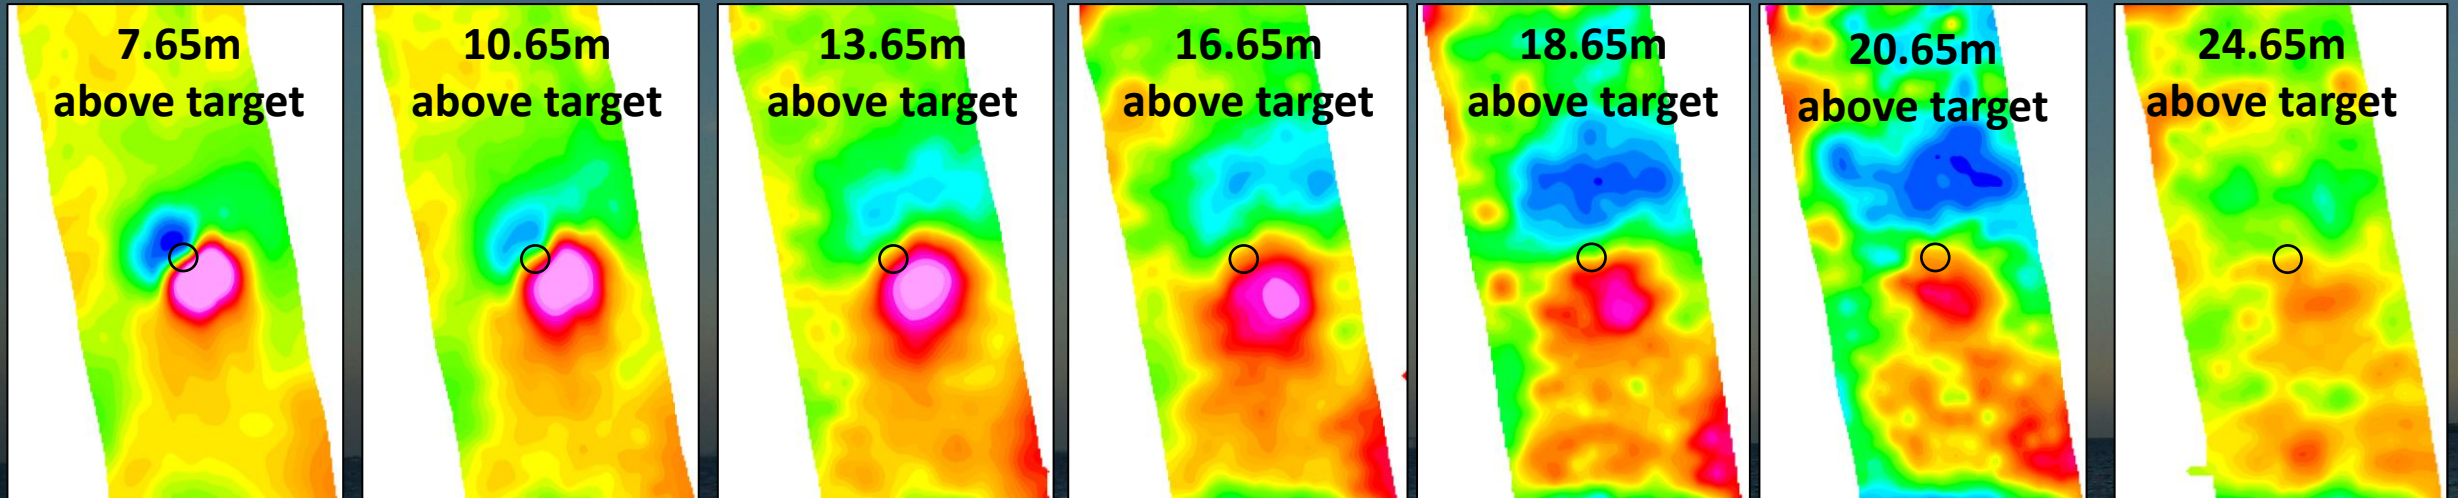 7.65m
above target
10.65m
above target
13.65m
above target
16.65m
above target
18.65m
above target
20.65m
above target
24.65m
above target